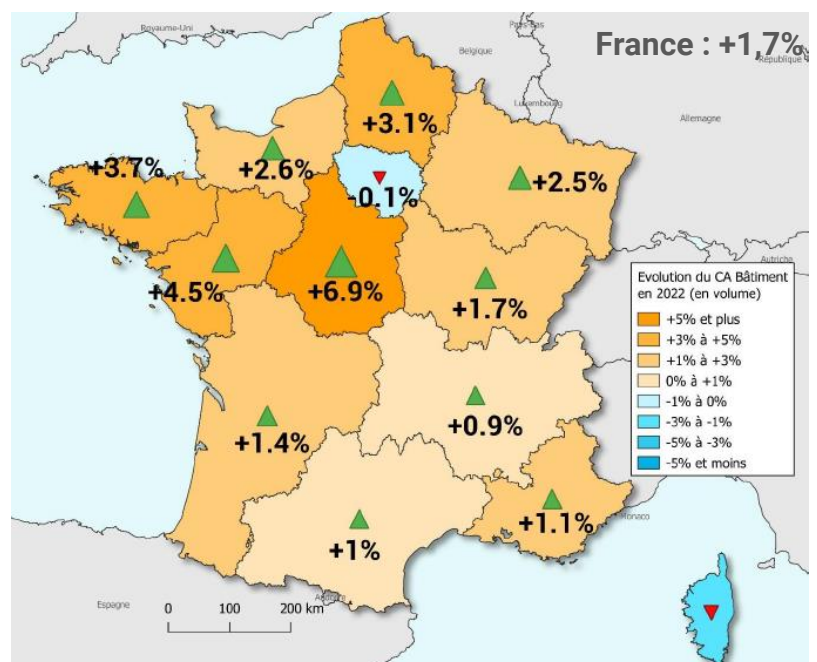 Royaume-Uni
Pays-Bas
Belgique
France : +1,7%
République
Luxembourg
Allemagne
+3.1%
+3.7%
+2.6%
-0.1%
+2.5%
Autriche
Evolution du CA Bâtiment
en 2022 (en volume)
+5% et plus
+3% à +5%
+1% à +3%
0% à +1%
-1% à 0%
-3% à -1%
-5% à -3%
-5% et moins
+4.5%
+6.9%
+1.7%
+1.4%
+0.9%
+1.1%
Monaco
+1%
Espagne
Andorre
0 100 200 km